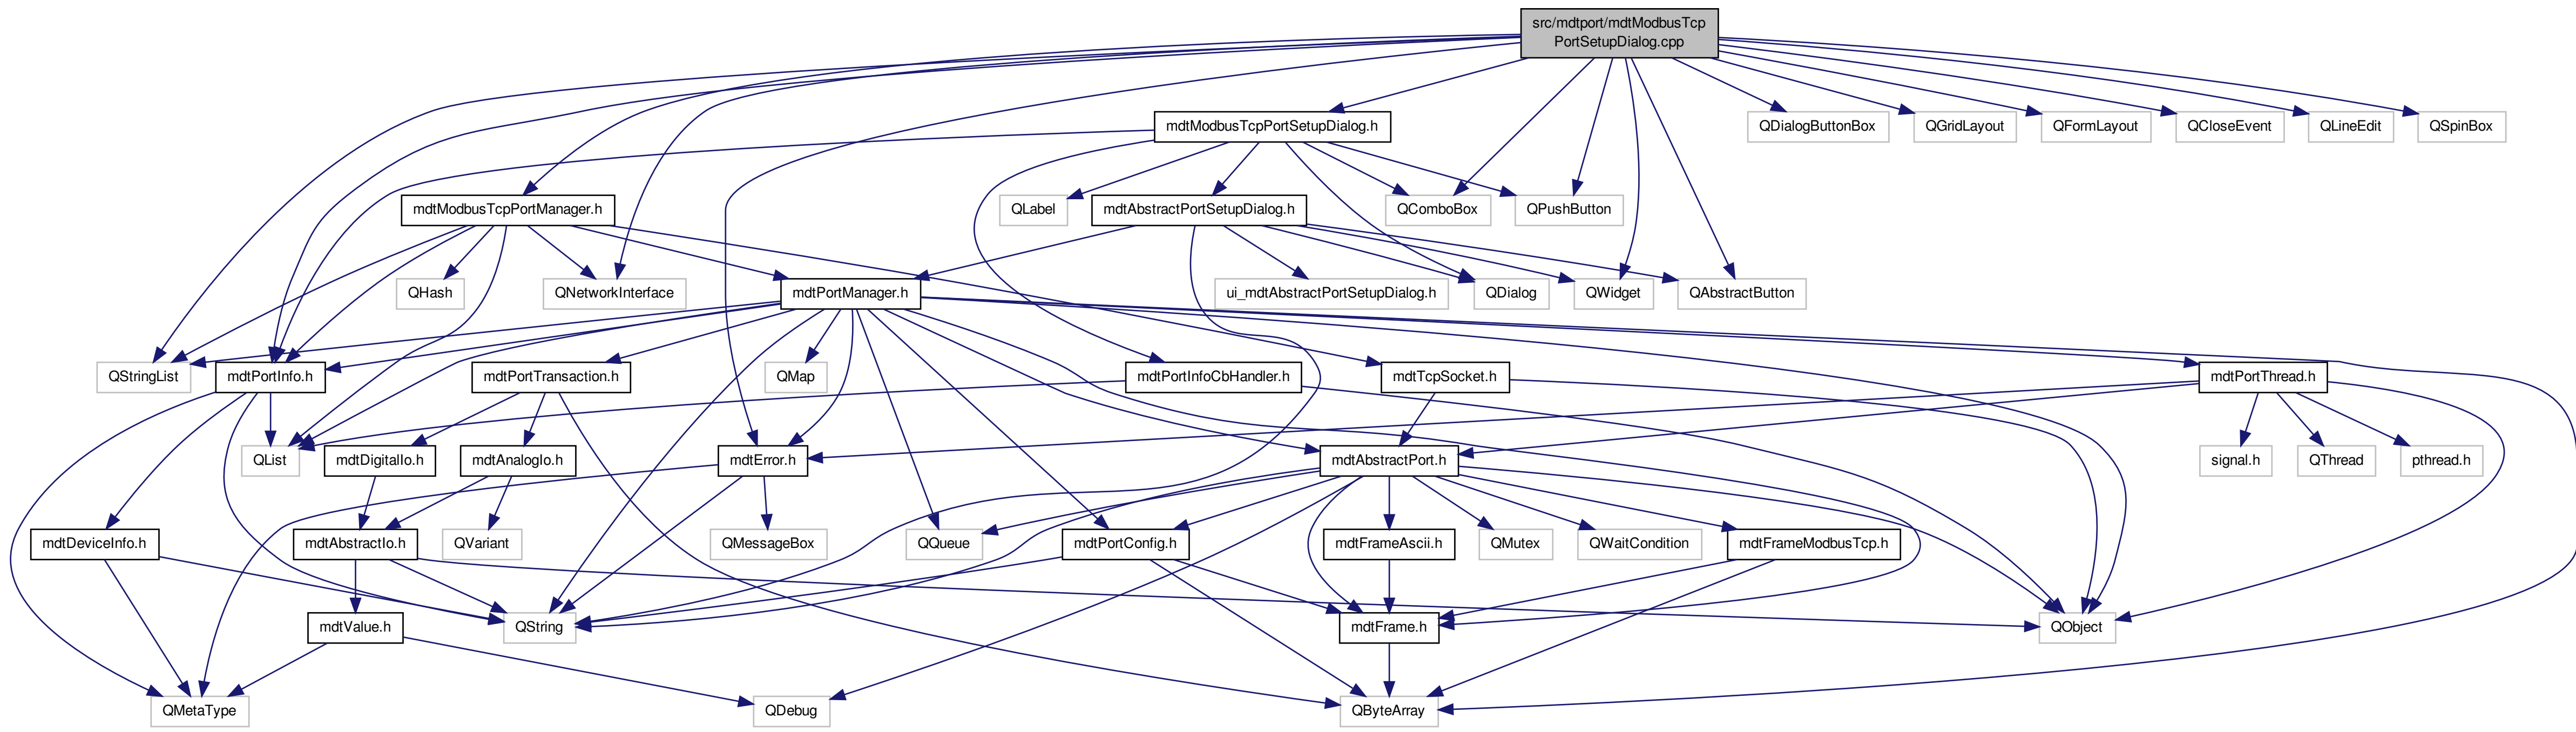 src/mdtport/mdtModbusTcp
PortSetupDialog.cpp
mdtModbusTcpPortSetupDialog.h
QDialogButtonBox
QGridLayout
QFormLayout
QCloseEvent
QLineEdit
QSpinBox
mdtModbusTcpPortManager.h
QLabel
mdtAbstractPortSetupDialog.h
QComboBox
QPushButton
QHash
QNetworkInterface
mdtPortManager.h
ui_mdtAbstractPortSetupDialog.h
QDialog
QWidget
QAbstractButton
QStringList
mdtPortInfo.h
mdtPortTransaction.h
QMap
mdtPortInfoCbHandler.h
mdtTcpSocket.h
mdtPortThread.h
QList
mdtDigitalIo.h
mdtAnalogIo.h
mdtError.h
mdtAbstractPort.h
signal.h
QThread
pthread.h
mdtDeviceInfo.h
mdtAbstractIo.h
QVariant
QMessageBox
QQueue
mdtPortConfig.h
mdtFrameAscii.h
QMutex
QWaitCondition
mdtFrameModbusTcp.h
mdtValue.h
QString
mdtFrame.h
QObject
QMetaType
QDebug
QByteArray